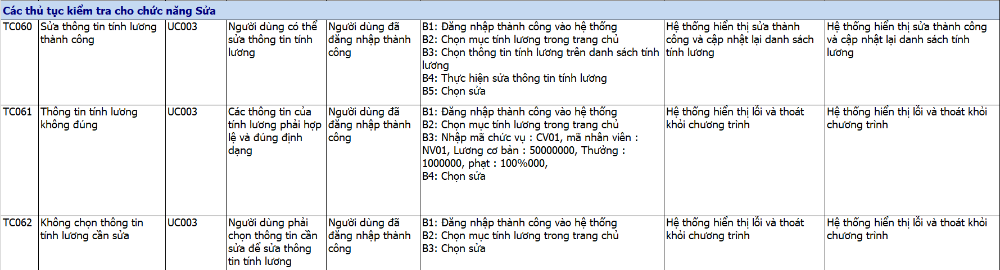 Các thủ tục kiểm tra cho chức năng Sửa
TC060
Sửa thông tin tính lương
thành công
UC003
Người dùng có thể
sửa thông tin tính
lương
Người dùng đã
đăng nhập thành
công
B1: Đăng nhập thành công vào hệ thống
B2: Chọn mục tính lương trong trang chủ
B3: Chọn thông tin tính lương trên danh sách tính
lương
B4: Thực hiện sửa thông tin tính lương
B5: Chọn sửa
Hệ thống hiển thị sửa thành
công và cập nhật lại danh sách
tính lương
Hệ thống hiển thị sửa thành công
và cập nhật lại danh sách tính
lương
TC061
Thông tin tính lương
không đúng
UC003
Các thông tin của
tính lương phải hợp
lệ và đúng định
dạng
Người dùng đã
đăng nhập thành
công
B1: Đăng nhập thành công vào hệ thống
B2: Chọn mục tính lương trong trang chủ
B3: Nhập mã chức vụ : CV01, mã nhân viên :
NV01, Lương cơ bản : 50000000, Thưởng :
1000000, phạt : 100%000,
B4: Chọn sửa
Hệ thống hiển thị lỗi và thoát
khỏi chương trình
Hệ thống hiển thị lỗi và thoát khỏi
chương trình
TC062
Không chọn thông tin
tính lương cần sửa
UC003
Người dùng phải
chọn thông tin cần
sửa để sửa thông
tin tính lương
Người dùng đã
đăng nhập thành
công
B1: Đăng nhập thành công vào hệ thống
B2: Chọn mục tính lương trong trang chủ
B3: Chọn sửa
Hệ thống hiển thị lỗi và thoát
khỏi chương trình
Hệ thống hiển thị lỗi và thoát khỏi
chương trình